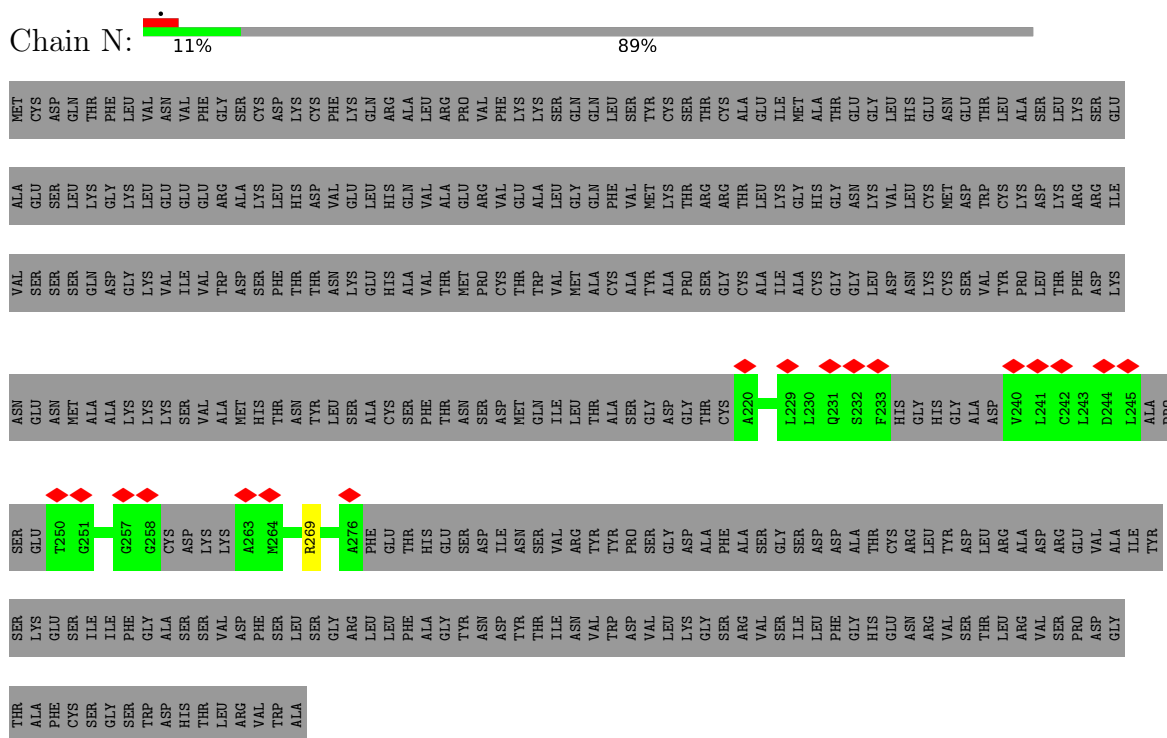 Chain N: 11% 89%
MET CYS ASP GLN THR PHE LEU VAL ASN VAL PHE GLY SER CYS ASP LYS CYS PHE LYS GLN ARG ALA LEU ARG PRO VAL PHE LYS LYS SER GLN GLN LEU SER TYR CYS SER THR CYS ALA GLU ILE MET ALA THR GLU GLY LEU HIS GLU ASN GLU THR LEU ALA SER LEU LYS SER GLU
ALA GLU SER LEU LYS GLY LYS LEU GLU GLU GLU ARG ALA LYS LEU HIS ASP VAL GLU LEU HIS GLN VAL ALA GLU ARG VAL GLU ALA LEU GLY GLN PHE VAL MET LYS THR ARG ARG THR LEU LYS GLY HIS GLY ASN LYS VAL LEU CYS MET ASP TRP CYS LYS ASP LYS ARG ARG ILE
VAL SER SER SER GLN ASP GLY LYS VAL ILE VAL TRP ASP SER PHE THR THR ASN LYS GLU HIS ALA VAL THR MET PRO CYS THR TRP VAL MET ALA CYS ALA TYR ALA PRO SER GLY CYS ALA ILE ALA CYS GLY GLY LEU ASP ASN LYS CYS SER VAL TYR PRO LEU THR PHE ASP LYS
ASN GLU ASN MET ALA ALA LYS LYS LYS SER VAL ALA MET HIS THR ASN TYR LEU SER ALA CYS SER PHE THR ASN SER ASP MET GLN ILE LEU THR ALA SER GLY ASP GLY THR CYS A220 L229 L230 Q231 S232 F233 HIS GLY HIS GLY ALA ASP V240 L241 C242 L243 D244 L245 ALA
SER GLU T250 G251 G257 G258 CYS ASP LYS LYS A263 M264 R269 A276 PHE GLU THR HIS GLU SER ASP ILE ASN SER VAL ARG TYR TYR PRO SER GLY ASP ALA PHE ALA SER GLY SER ASP ASP ALA THR CYS ARG LEU TYR ASP LEU ARG ALA ASP ARG GLU VAL ALA ILE TYR
SER LYS GLU SER ILE ILE PHE GLY ALA SER SER VAL ASP PHE SER LEU SER GLY ARG LEU LEU PHE ALA GLY TYR ASN ASP TYR THR ILE ASN VAL TRP ASP VAL LEU LYS GLY SER ARG VAL SER ILE LEU PHE GLY HIS GLU ASN ARG VAL SER THR LEU ARG VAL SER PRO ASP GLY
THR ALA PHE CYS SER GLY SER TRP ASP HIS THR LEU ARG VAL TRP ALA